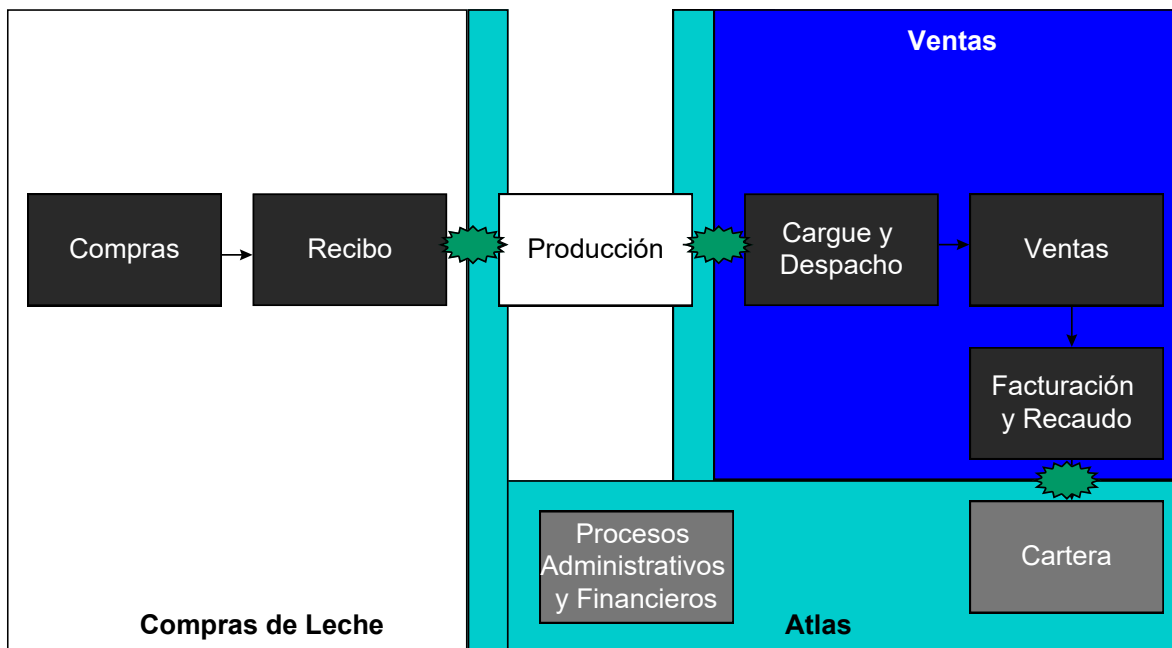 Ventas
Compras
Recibo
Producción
Cargue y
Despacho
Ventas
Facturación
y Recaudo
Procesos
Administrativos
y Financieros
Cartera
Compras de Leche
Atlas